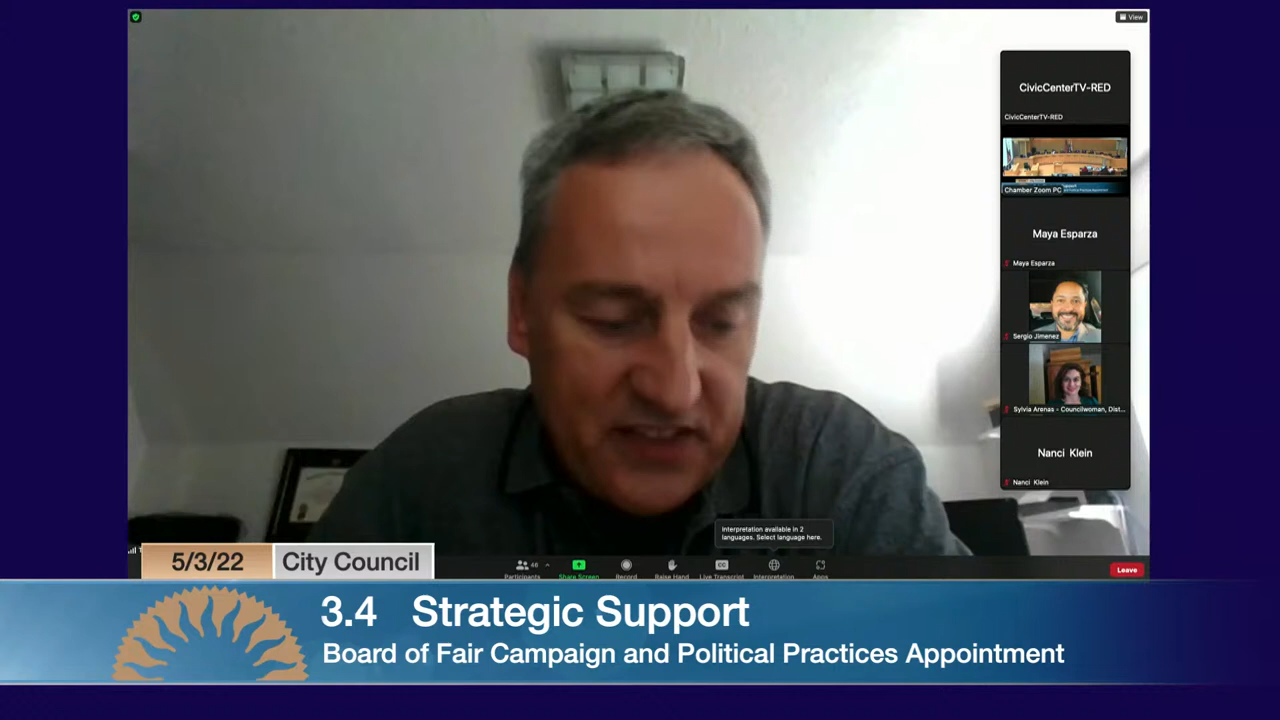 View
CivicCenterTV-RED
CivicCenterTV-RED
Chamber Zoom PC
Maya Esparza
Maya Esparza
Sergio Jimenez
Sylvia Arenas - Councilwoman, Dist...
Nanci Klein
Nanci Klein
Interpretation available in 2
languages. Select language here.
46
CC
Participants Share Screen Record Raise Hand Live Transcript Interpretation Apps
Leave
5/3/22 City Council
3.4 Strategic Support
Board of Fair Campaign and Political Practices Appointment